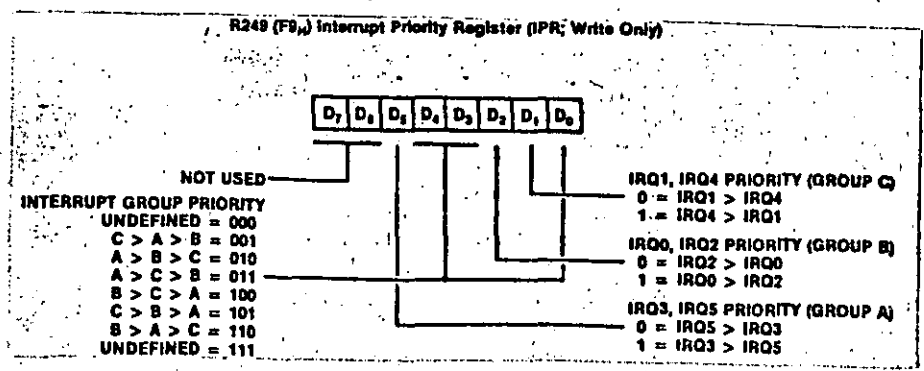 R249 (F9H) Interrupt Priority Register (IPR; Write Only)
D7 D6 D5 D4 D3 D2 D1 D0
NOT USED
INTERRUPT GROUP PRIORITY
UNDEFINED = 000
C > A > B = 001
A > B > C = 010
A > C > B = 011
B > C > A = 100
C > B > A = 101
B > A > C = 110
UNDEFINED = 111
IRQ1, IRQ4 PRIORITY (GROUP C)
0 = IRQ1 > IRQ4
1 = IRQ4 > IRQ1
IRQ0, IRQ2 PRIORITY (GROUP B)
0 = IRQ2 > IRQ0
1 = IRQ0 > IRQ2
IRQ3, IRQ5 PRIORITY (GROUP A)
0 = IRQ5 > IRQ3
1 = IRQ3 > IRQ5